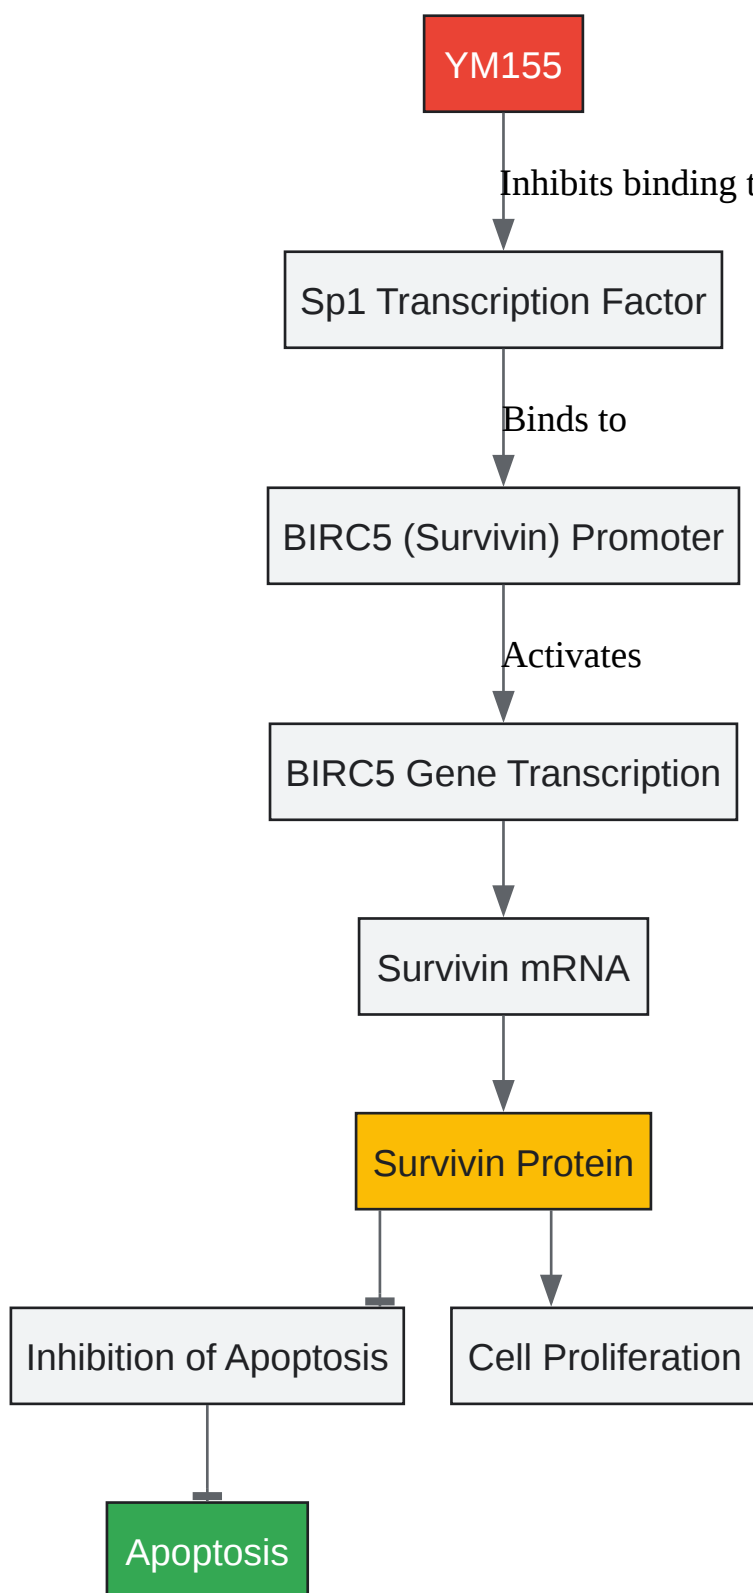 YM155
Inhibits binding t
Sp1 Transcription Factor
Binds to
BIRC5 (Survivin) Promoter
Activates
BIRC5 Gene Transcription
Survivin mRNA
Survivin Protein
Inhibition of Apoptosis
Cell Proliferation
Apoptosis